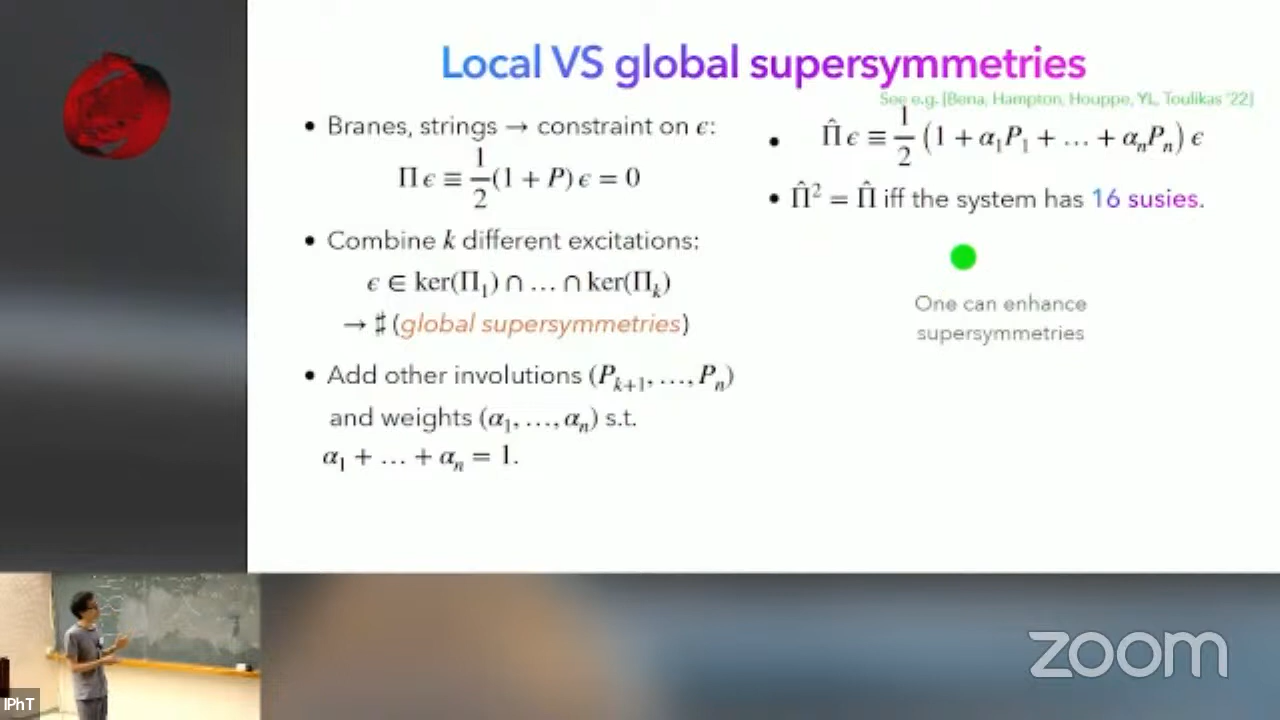 Local VS global supersymmetries
See e.g. [Bena, Hampton, Houppe, YL, Toulikas '22]
• Branes, strings → constraint on ϵ:
Π ϵ ≡ 1/2 (1 + P) ϵ = 0
• Combine k different excitations:
ϵ ∈ ker(Π₁) ∩ … ∩ ker(Πₖ)
→ ♯ (global supersymmetries)
• Add other involutions (Pₖ₊₁, …, Pₙ)
and weights (α₁, …, αₙ) s.t.
α₁ + … + αₙ = 1.
• Π̂ ϵ ≡ 1/2 (1 + α₁P₁ + … + αₙPₙ) ϵ
• Π̂² = Π̂ iff the system has 16 susies.
One can enhance
supersymmetries
IPhT
zoom